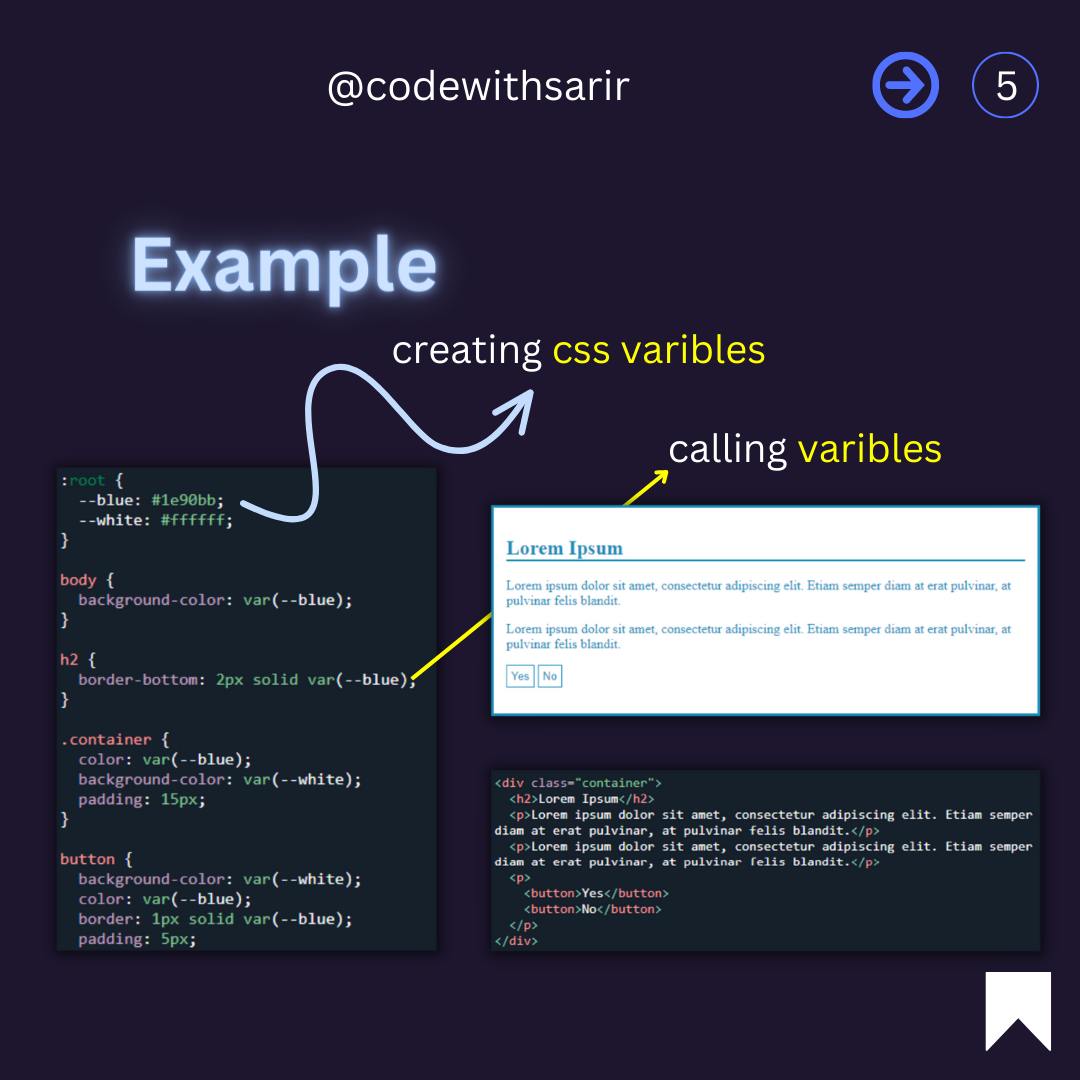 @codewithsarir
5
Example
creating css varibles
calling varibles
:root {
  --blue: #1e90bb;
  --white: #ffffff;
}
body {
  background-color: var(--blue);
}
h2 {
  border-bottom: 2px solid var(--blue);
}
.container {
  color: var(--blue);
  background-color: var(--white);
  padding: 15px;
}
button {
  background-color: var(--white);
  color: var(--blue);
  border: 1px solid var(--blue);
  padding: 5px;
Lorem Ipsum
Lorem ipsum dolor sit amet, consectetur adipiscing elit. Etiam semper diam at erat pulvinar, at
pulvinar felis blandit.
Lorem ipsum dolor sit amet, consectetur adipiscing elit. Etiam semper diam at erat pulvinar, at
pulvinar felis blandit.
Yes No
<div class="container">
  <h2>Lorem Ipsum</h2>
  <p>Lorem ipsum dolor sit amet, consectetur adipiscing elit. Etiam semper
diam at erat pulvinar, at pulvinar felis blandit.</p>
  <p>Lorem ipsum dolor sit amet, consectetur adipiscing elit. Etiam semper
diam at erat pulvinar, at pulvinar felis blandit.</p>
  <p>
    <button>Yes</button>
    <button>No</button>
  </p>
</div>